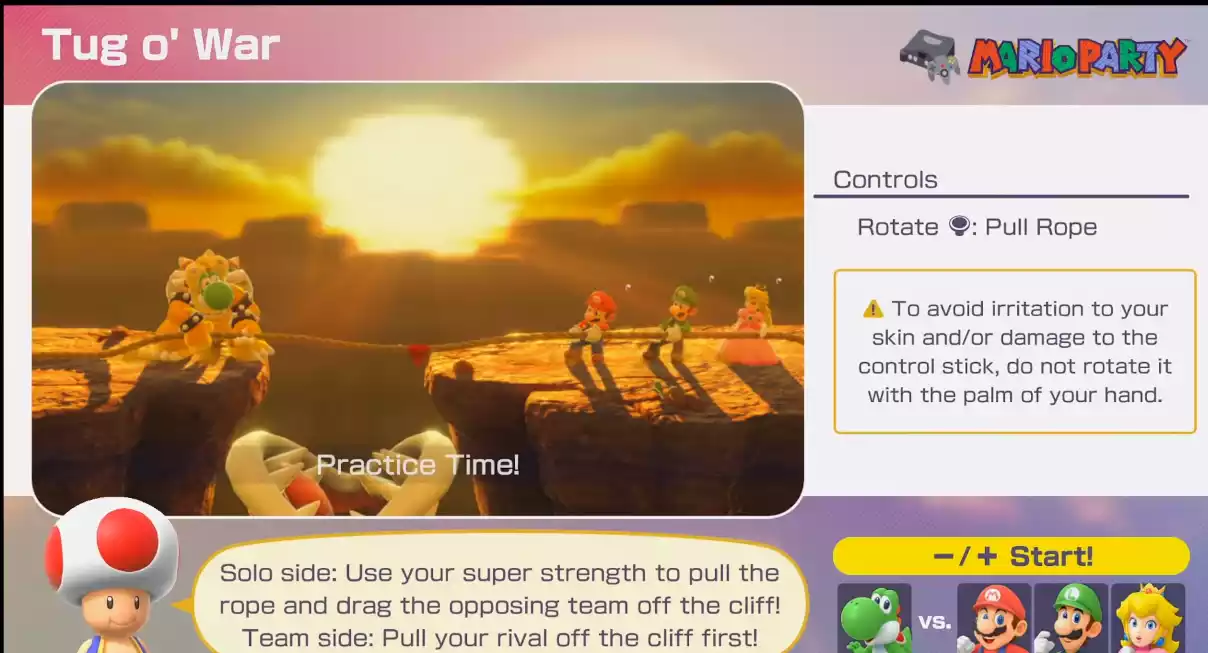 Tug o' War
MARIO PARTY
Controls
Rotate : Pull Rope
To avoid irritation to your
skin and/or damage to the
control stick, do not rotate it
with the palm of your hand.
Practice Time!
Solo side: Use your super strength to pull the
rope and drag the opposing team off the cliff!
Team side: Pull your rival off the cliff first!
−/+ Start!
vs.